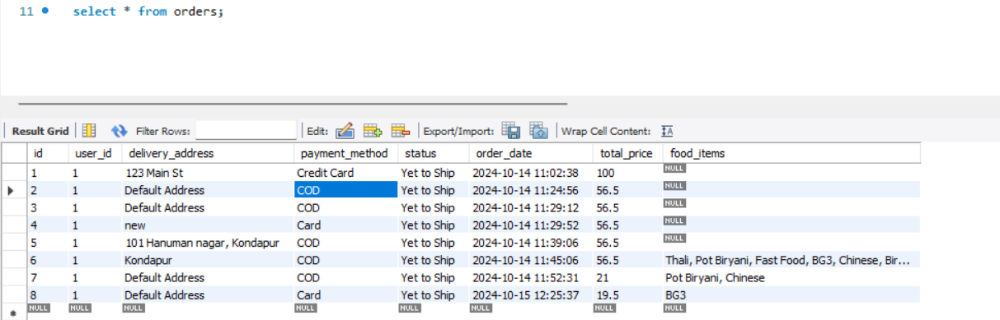 11 select * from orders;
Result Grid Filter Rows: Edit: Export/Import: Wrap Cell Content: IA
id user_id delivery_address payment_method status order_date total_price food_items
1 1 123 Main St Credit Card Yet to Ship 2024-10-14 11:02:38 100 NULL
2 1 Default Address COD Yet to Ship 2024-10-14 11:24:56 56.5 NULL
3 1 Default Address COD Yet to Ship 2024-10-14 11:29:12 56.5 NULL
4 1 new Card Yet to Ship 2024-10-14 11:29:52 56.5 NULL
5 1 101 Hanuman nagar, Kondapur COD Yet to Ship 2024-10-14 11:39:06 56.5 NULL
6 1 Kondapur COD Yet to Ship 2024-10-14 11:45:06 56.5 Thali, Pot Biryani, Fast Food, BG3, Chinese, Bir...
7 1 Default Address COD Yet to Ship 2024-10-14 11:52:31 21 Pot Biryani, Chinese
8 1 Default Address Card Yet to Ship 2024-10-15 12:25:37 19.5 BG3
NULL NULL NULL NULL NULL NULL NULL NULL